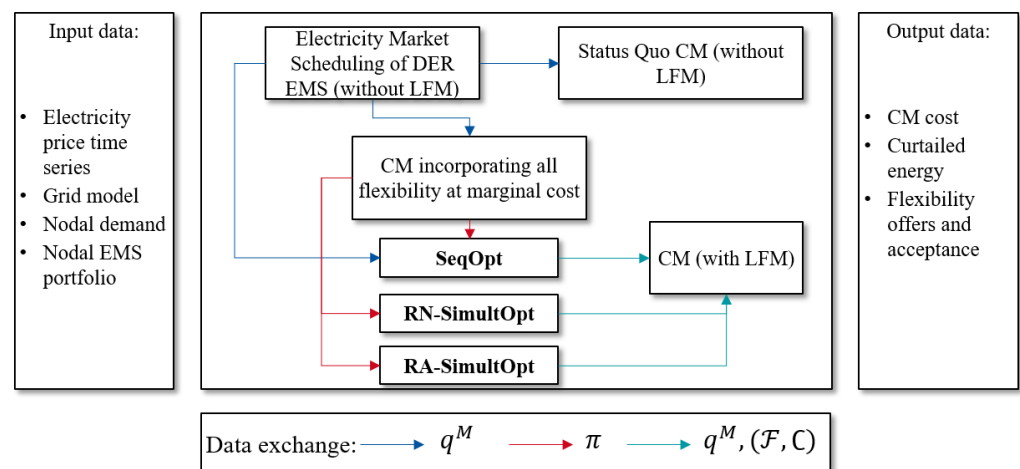 Input data:
• Electricity
price time
series
• Grid model
• Nodal demand
• Nodal EMS
portfolio
Electricity Market
Scheduling of DER
EMS (without LFM)
Status Quo CM (without
LFM)
CM incorporating all
flexibility at marginal cost
SeqOpt
CM (with LFM)
RN-SimultOpt
RA-SimultOpt
Output data:
• CM cost
• Curtailed
energy
• Flexibility
offers and
acceptance
Data exchange: q^M π q^M, (ℱ, C)